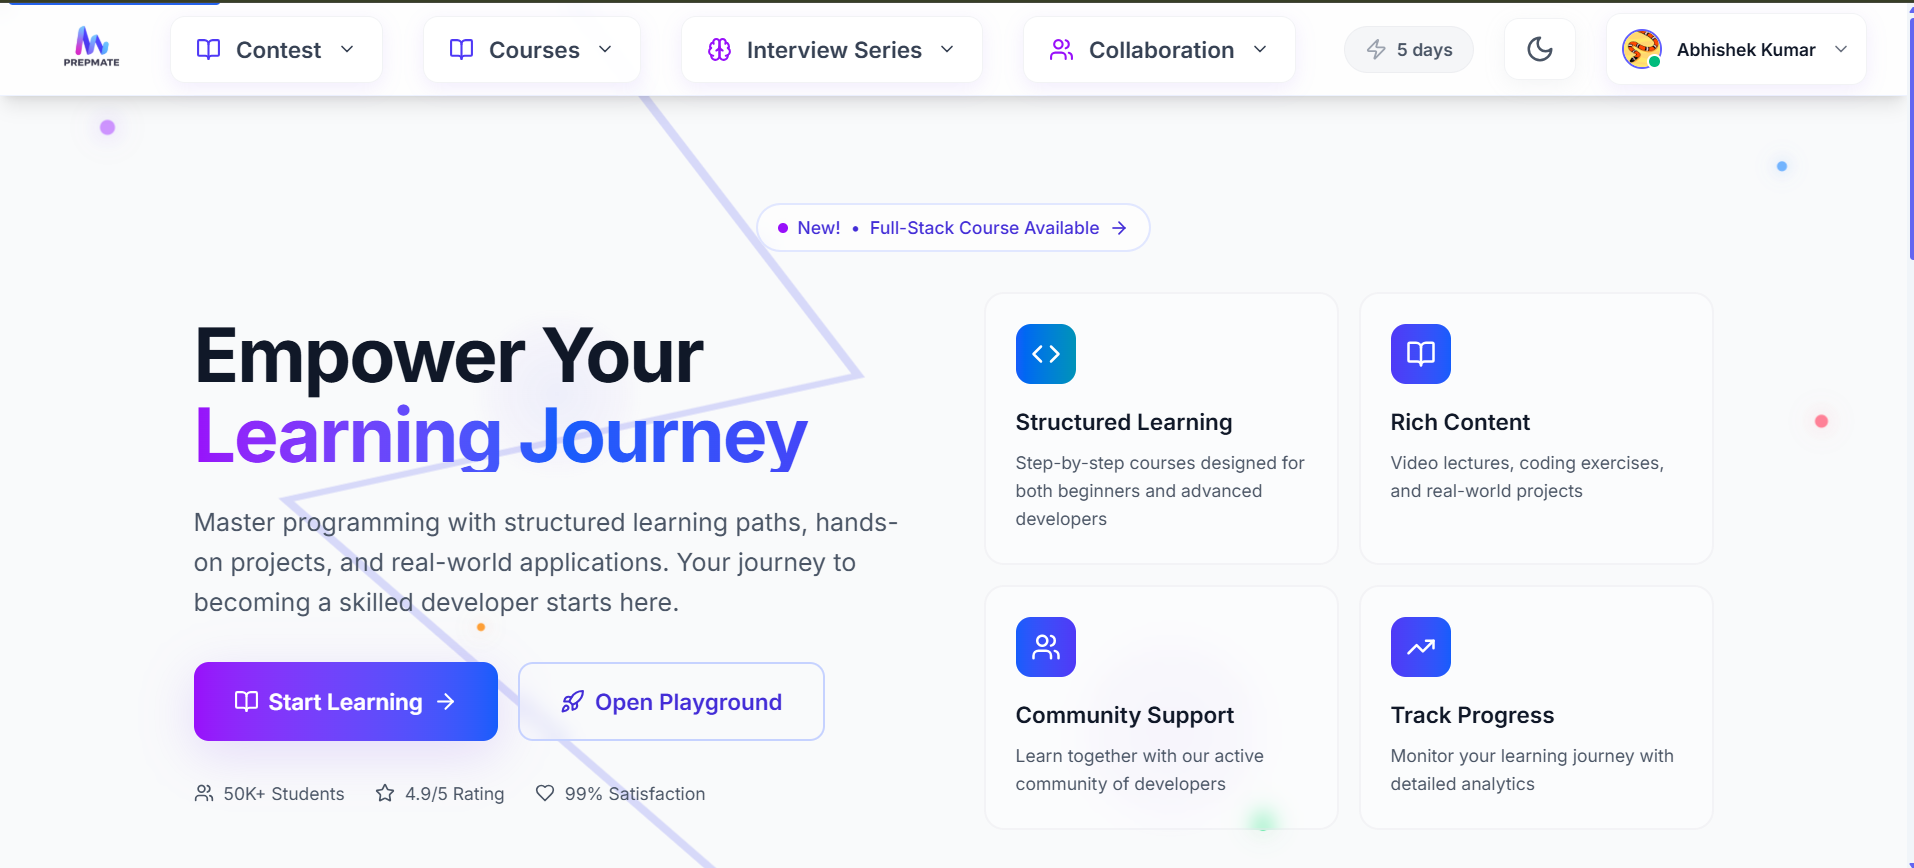 PREPMATE
Contest
Courses
Interview Series
Collaboration
5 days
Abhishek Kumar
New! • Full-Stack Course Available
Empower Your
Learning Journey
Master programming with structured learning paths, hands-
on projects, and real-world applications. Your journey to
becoming a skilled developer starts here.
Start Learning
Open Playground
50K+ Students
4.9/5 Rating
99% Satisfaction
Structured Learning
Step-by-step courses designed for
both beginners and advanced
developers
Rich Content
Video lectures, coding exercises,
and real-world projects
Community Support
Learn together with our active
community of developers
Track Progress
Monitor your learning journey with
detailed analytics